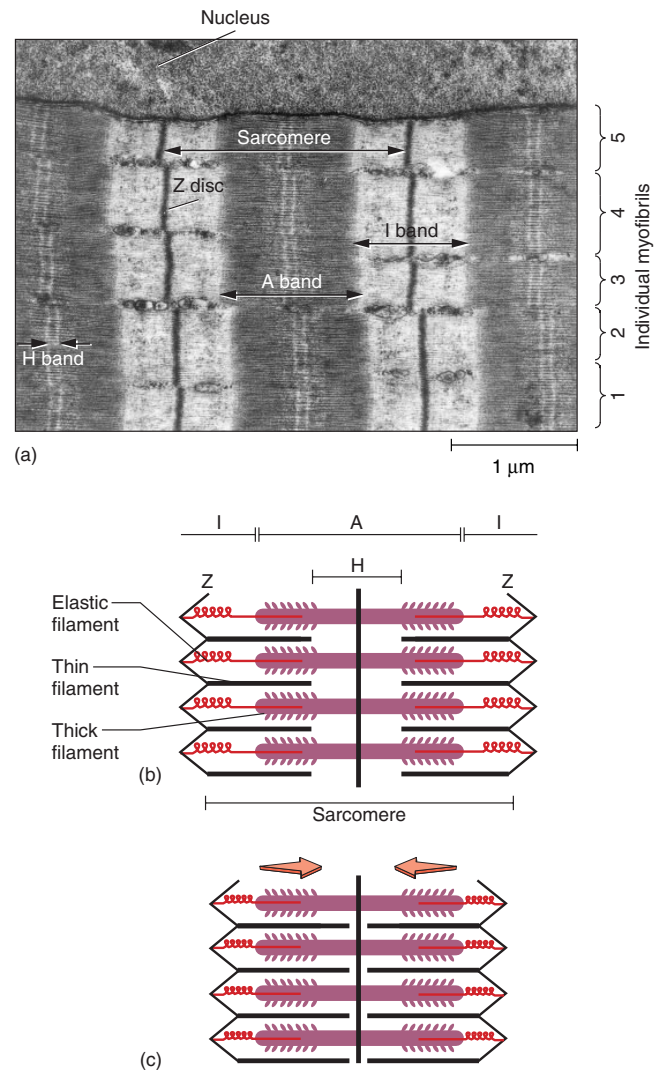 Nucleus
Sarcomere
Z disc
I band
A band
H band
5
4
3
2
1
Individual myofibrils
(a)
1 μm
I
A
I
H
Z
Z
Elastic
filament
Thin
filament
Thick
filament
(b)
Sarcomere
(c)